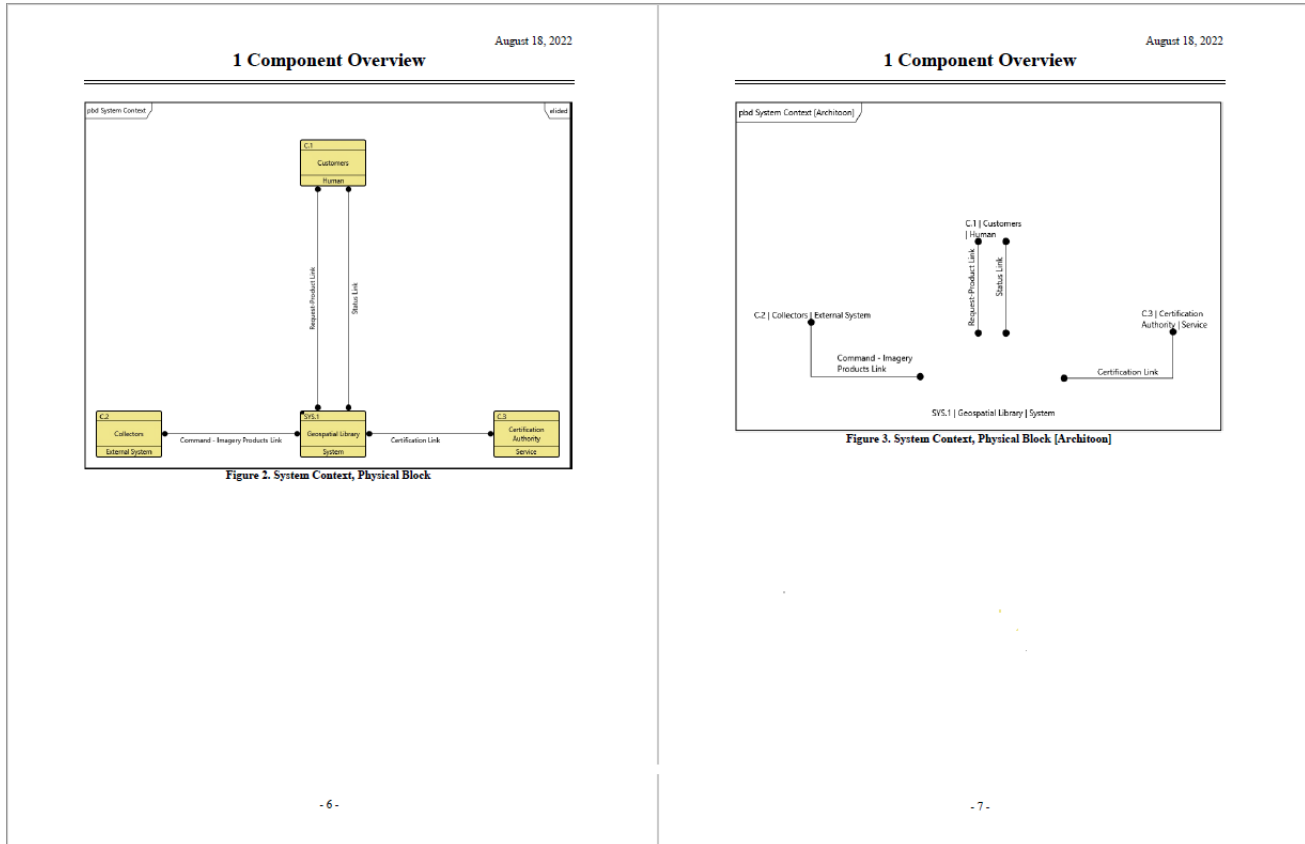 August 18, 2022
1 Component Overview
pbd System Context
elided
C.1
Customers
Human
Request-Product Link
Status Link
C.2
Collectors
External System
Command - Imagery Products Link
SYS.1
Geospatial Library
System
Certification Link
C.3
Certification
Authority
Service
Figure 2. System Context, Physical Block
- 6 -
August 18, 2022
1 Component Overview
pbd System Context [Architoon]
C.1 | Customers
| Human
Request-Product Link
Status Link
C.2 | Collectors | External System
C.3 | Certification
Authority | Service
Command - Imagery
Products Link
Certification Link
SYS.1 | Geospatial Library | System
Figure 3. System Context, Physical Block [Architoon]
- 7 -